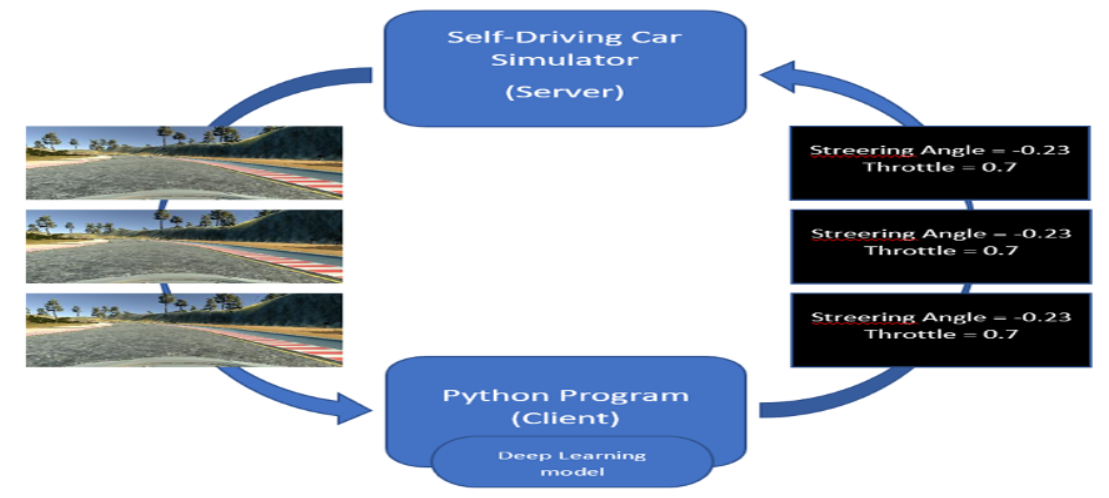 Self-Driving Car
Simulator
(Server)
Streering Angle = -0.23
Throttle = 0.7
Streering Angle = -0.23
Throttle = 0.7
Streering Angle = -0.23
Throttle = 0.7
Python Program
(Client)
Deep Learning
model